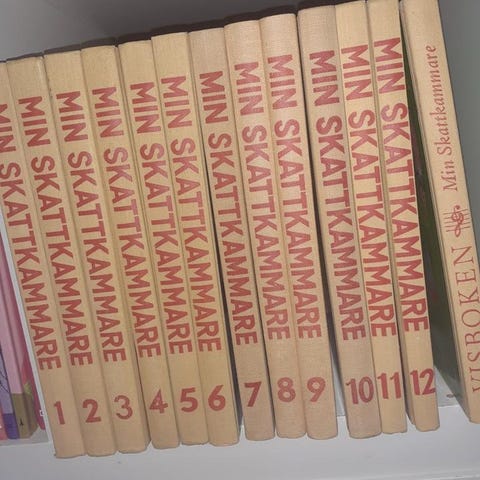 MIN SKATTKAMMARE 1
MIN SKATTKAMMARE 2
MIN SKATTKAMMARE 3
MIN SKATTKAMMARE 4
MIN SKATTKAMMARE 5
MIN SKATTKAMMARE 6
MIN SKATTKAMMARE 7
MIN SKATTKAMMARE 8
MIN SKATTKAMMARE 9
MIN SKATTKAMMARE 10
MIN SKATTKAMMARE 11
MIN SKATTKAMMARE 12
VISBOKEN Min Skattkammare